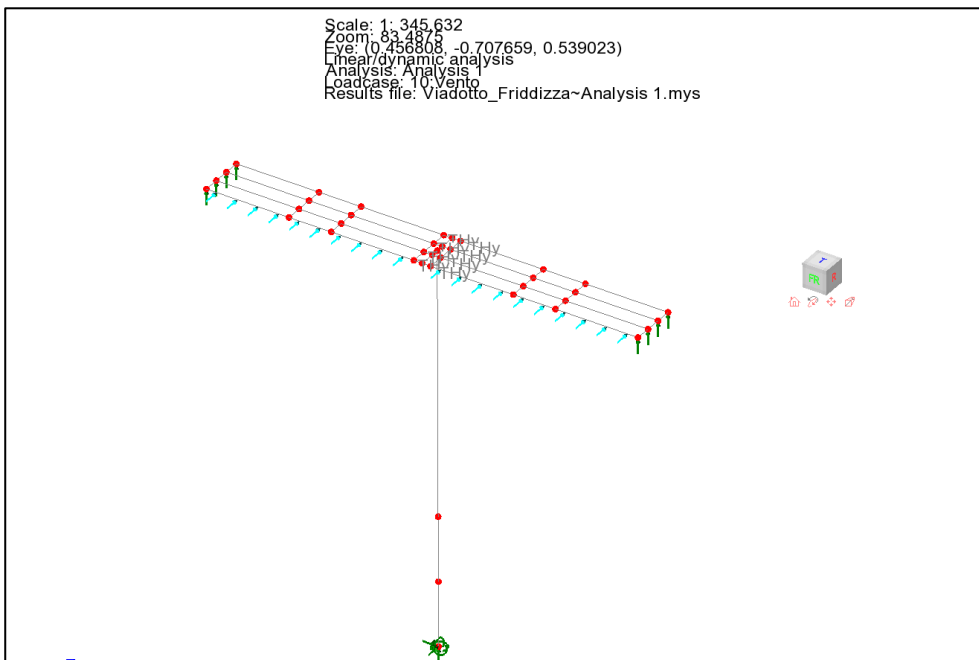 Scale: 1: 345.632
Zoom: 83.4875
Eye: (0.456808, -0.707659, 0.539023)
Linear/dynamic analysis
Analysis: Analysis 1
Loadcase: 10:Vento
Results file: Viadotto_Friddizza~Analysis 1.mys